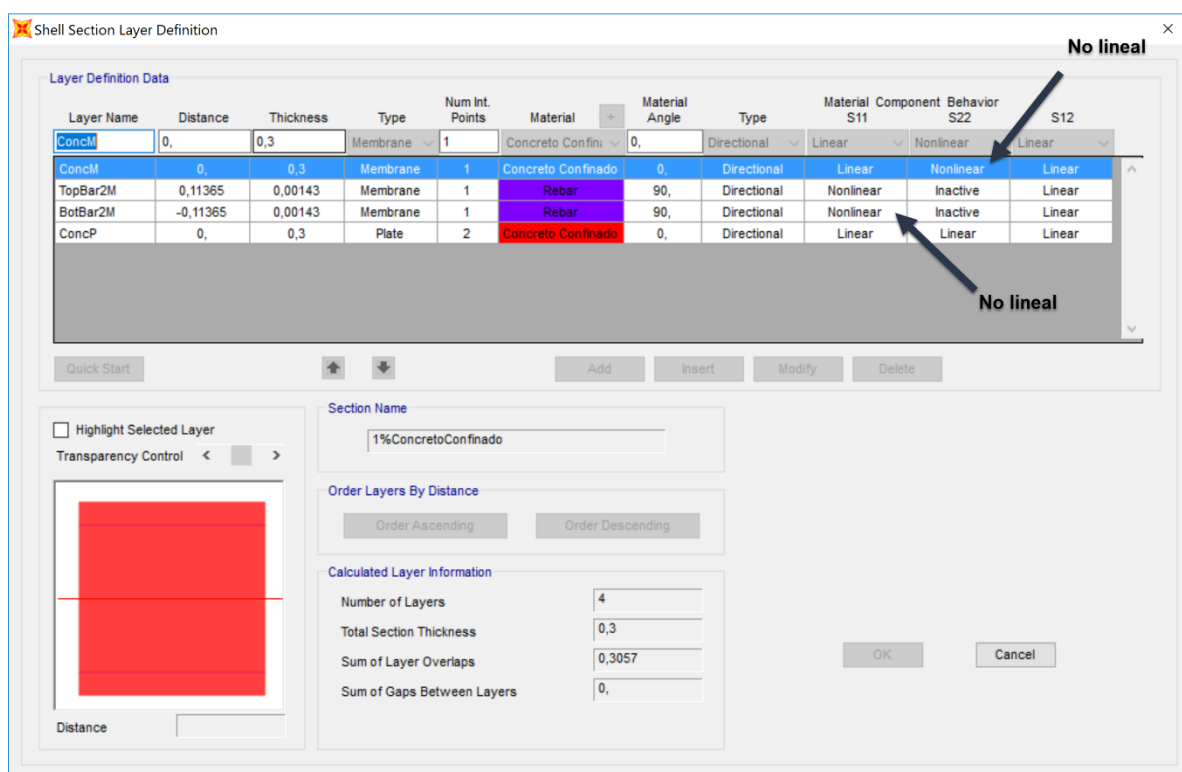 Shell Section Layer Definition
No lineal
Layer Definition Data
Layer Name Distance Thickness Type Num Int. Points Material + Material Angle Type Material Component Behavior S11 S22 S12
ConcM 0, 0,3 Membrane 1 Concreto Confin 0, Directional Linear Nonlinear Linear
ConcM 0, 0,3 Membrane 1 Concreto Confinado 0, Directional Linear Nonlinear Linear
TopBar2M 0,11365 0,00143 Membrane 1 Rebar 90, Directional Nonlinear Inactive Linear
BotBar2M -0,11365 0,00143 Membrane 1 Rebar 90, Directional Nonlinear Inactive Linear
ConcP 0, 0,3 Plate 2 Concreto Confinado 0, Directional Linear Linear Linear
No lineal
Quick Start Add Insert Modify Delete
Highlight Selected Layer
Transparency Control
Distance
Section Name
1%ConcretoConfinado
Order Layers By Distance
Order Ascending Order Descending
Calculated Layer Information
Number of Layers 4
Total Section Thickness 0,3
Sum of Layer Overlaps 0,3057
Sum of Gaps Between Layers 0,
OK Cancel